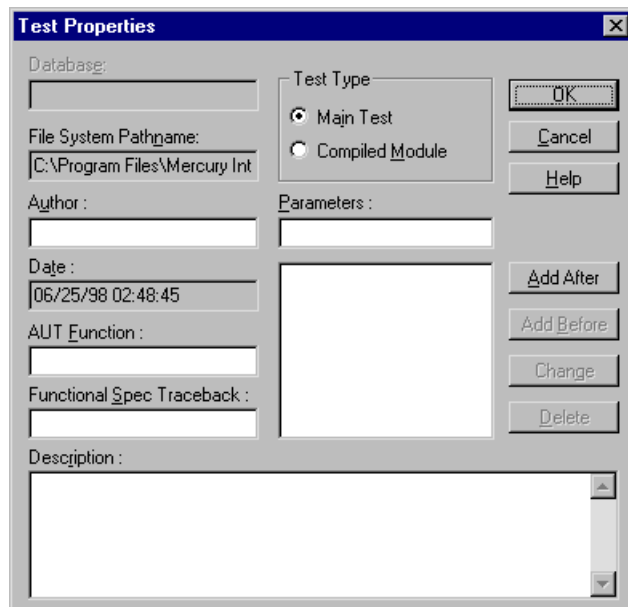 Test Properties
Database:
File System Pathname:
C:\Program Files\Mercury Int
Author :
Date :
06/25/98 02:48:45
AUT Function :
Functional Spec Traceback :
Test Type
Main Test
Compiled Module
Parameters :
OK
Cancel
Help
Add After
Add Before
Change
Delete
Description :